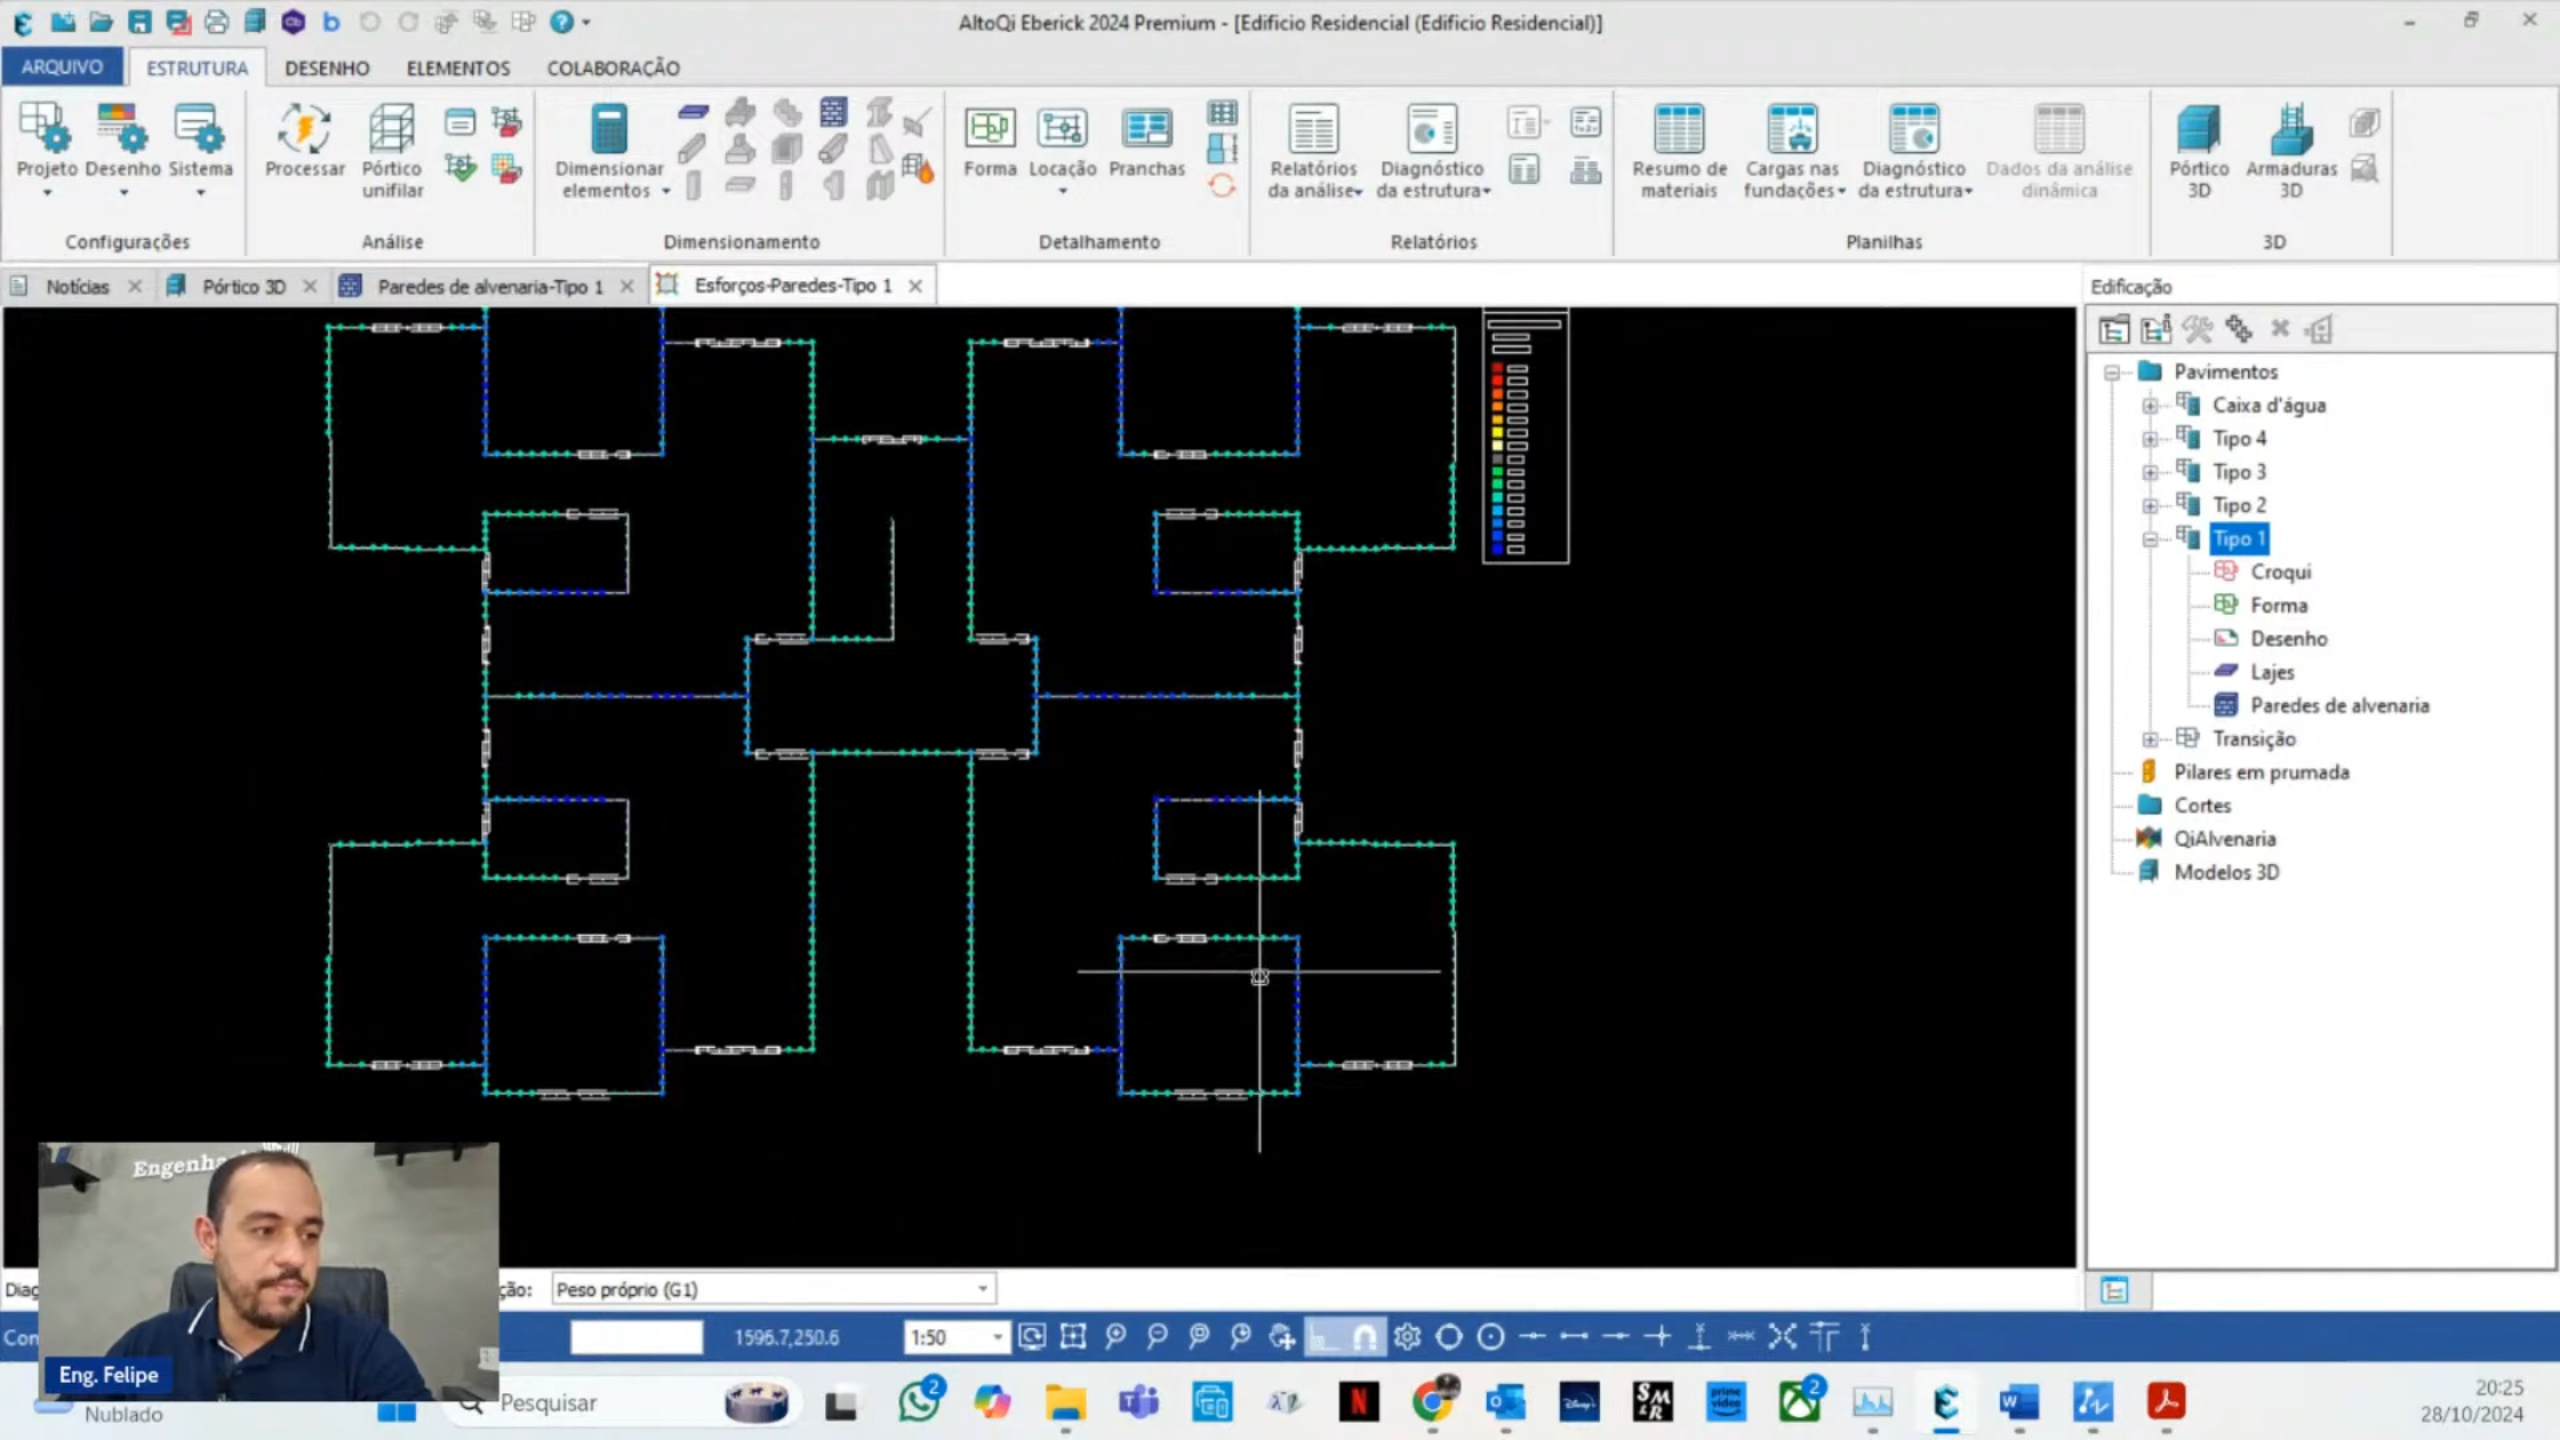 AltoQi Eberick 2024 Premium - [Edificio Residencial (Edificio Residencial)]
ARQUIVO
ESTRUTURA
DESENHO
ELEMENTOS
COLABORAÇÃO
Projeto
Desenho
Sistema
Processar
Pórtico
unifilar
Dimensionar
elementos
Forma
Locação
Pranchas
Relatórios
da análise
Diagnóstico
da estrutura
Resumo de
materiais
Cargas nas
fundações
Diagnóstico
da estrutura
Dados da análise
dinâmica
Pórtico
3D
Armaduras
3D
Configurações
Análise
Dimensionamento
Detalhamento
Relatórios
Planilhas
3D
Notícias
Pórtico 3D
Paredes de alvenaria-Tipo 1
Esforços-Paredes-Tipo 1
Edificação
Pavimentos
Caixa d'água
Tipo 4
Tipo 3
Tipo 2
Tipo 1
Croqui
Forma
Desenho
Lajes
Paredes de alvenaria
Transição
Pilares em prumada
Cortes
QiAlvenaria
Modelos 3D
Diag
ção:
Peso próprio (G1)
Con
1596.7,250.6
1:50
Eng. Felipe
Nublado
Pesquisar
2
2
20:25
28/10/2024